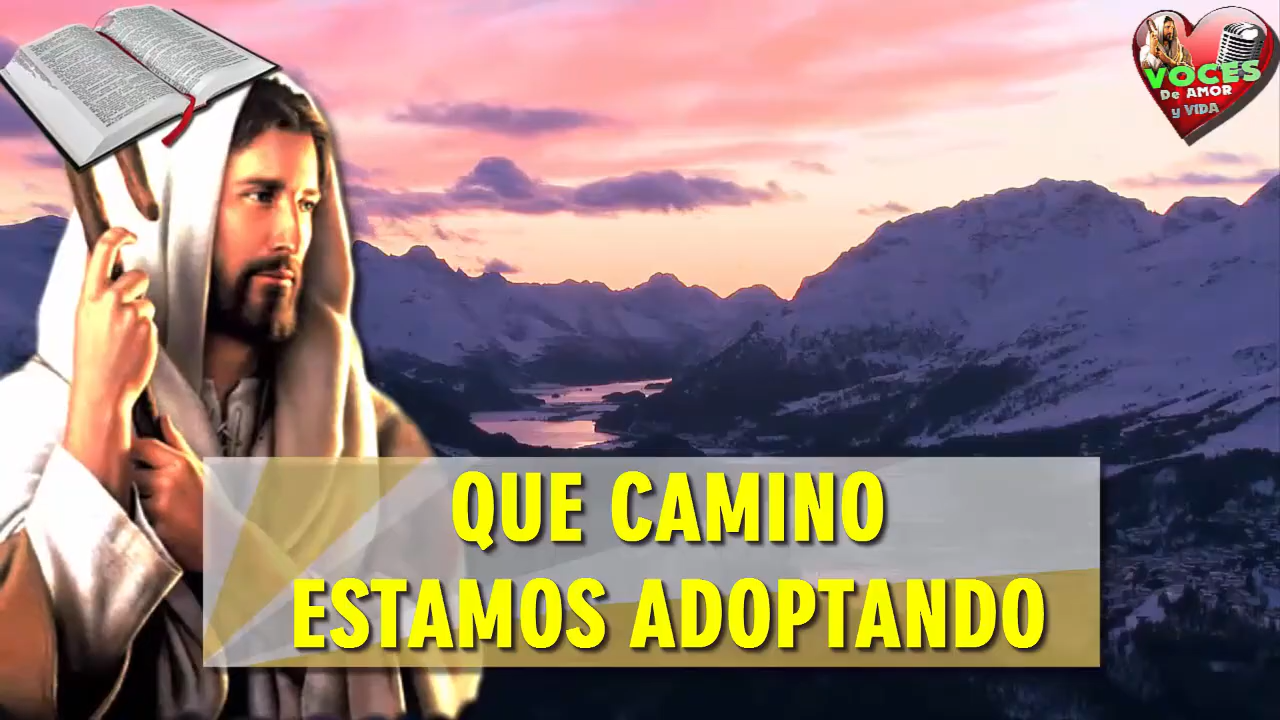 VOCES
De AMOR
y VIDA
QUE CAMINO
ESTAMOS ADOPTANDO